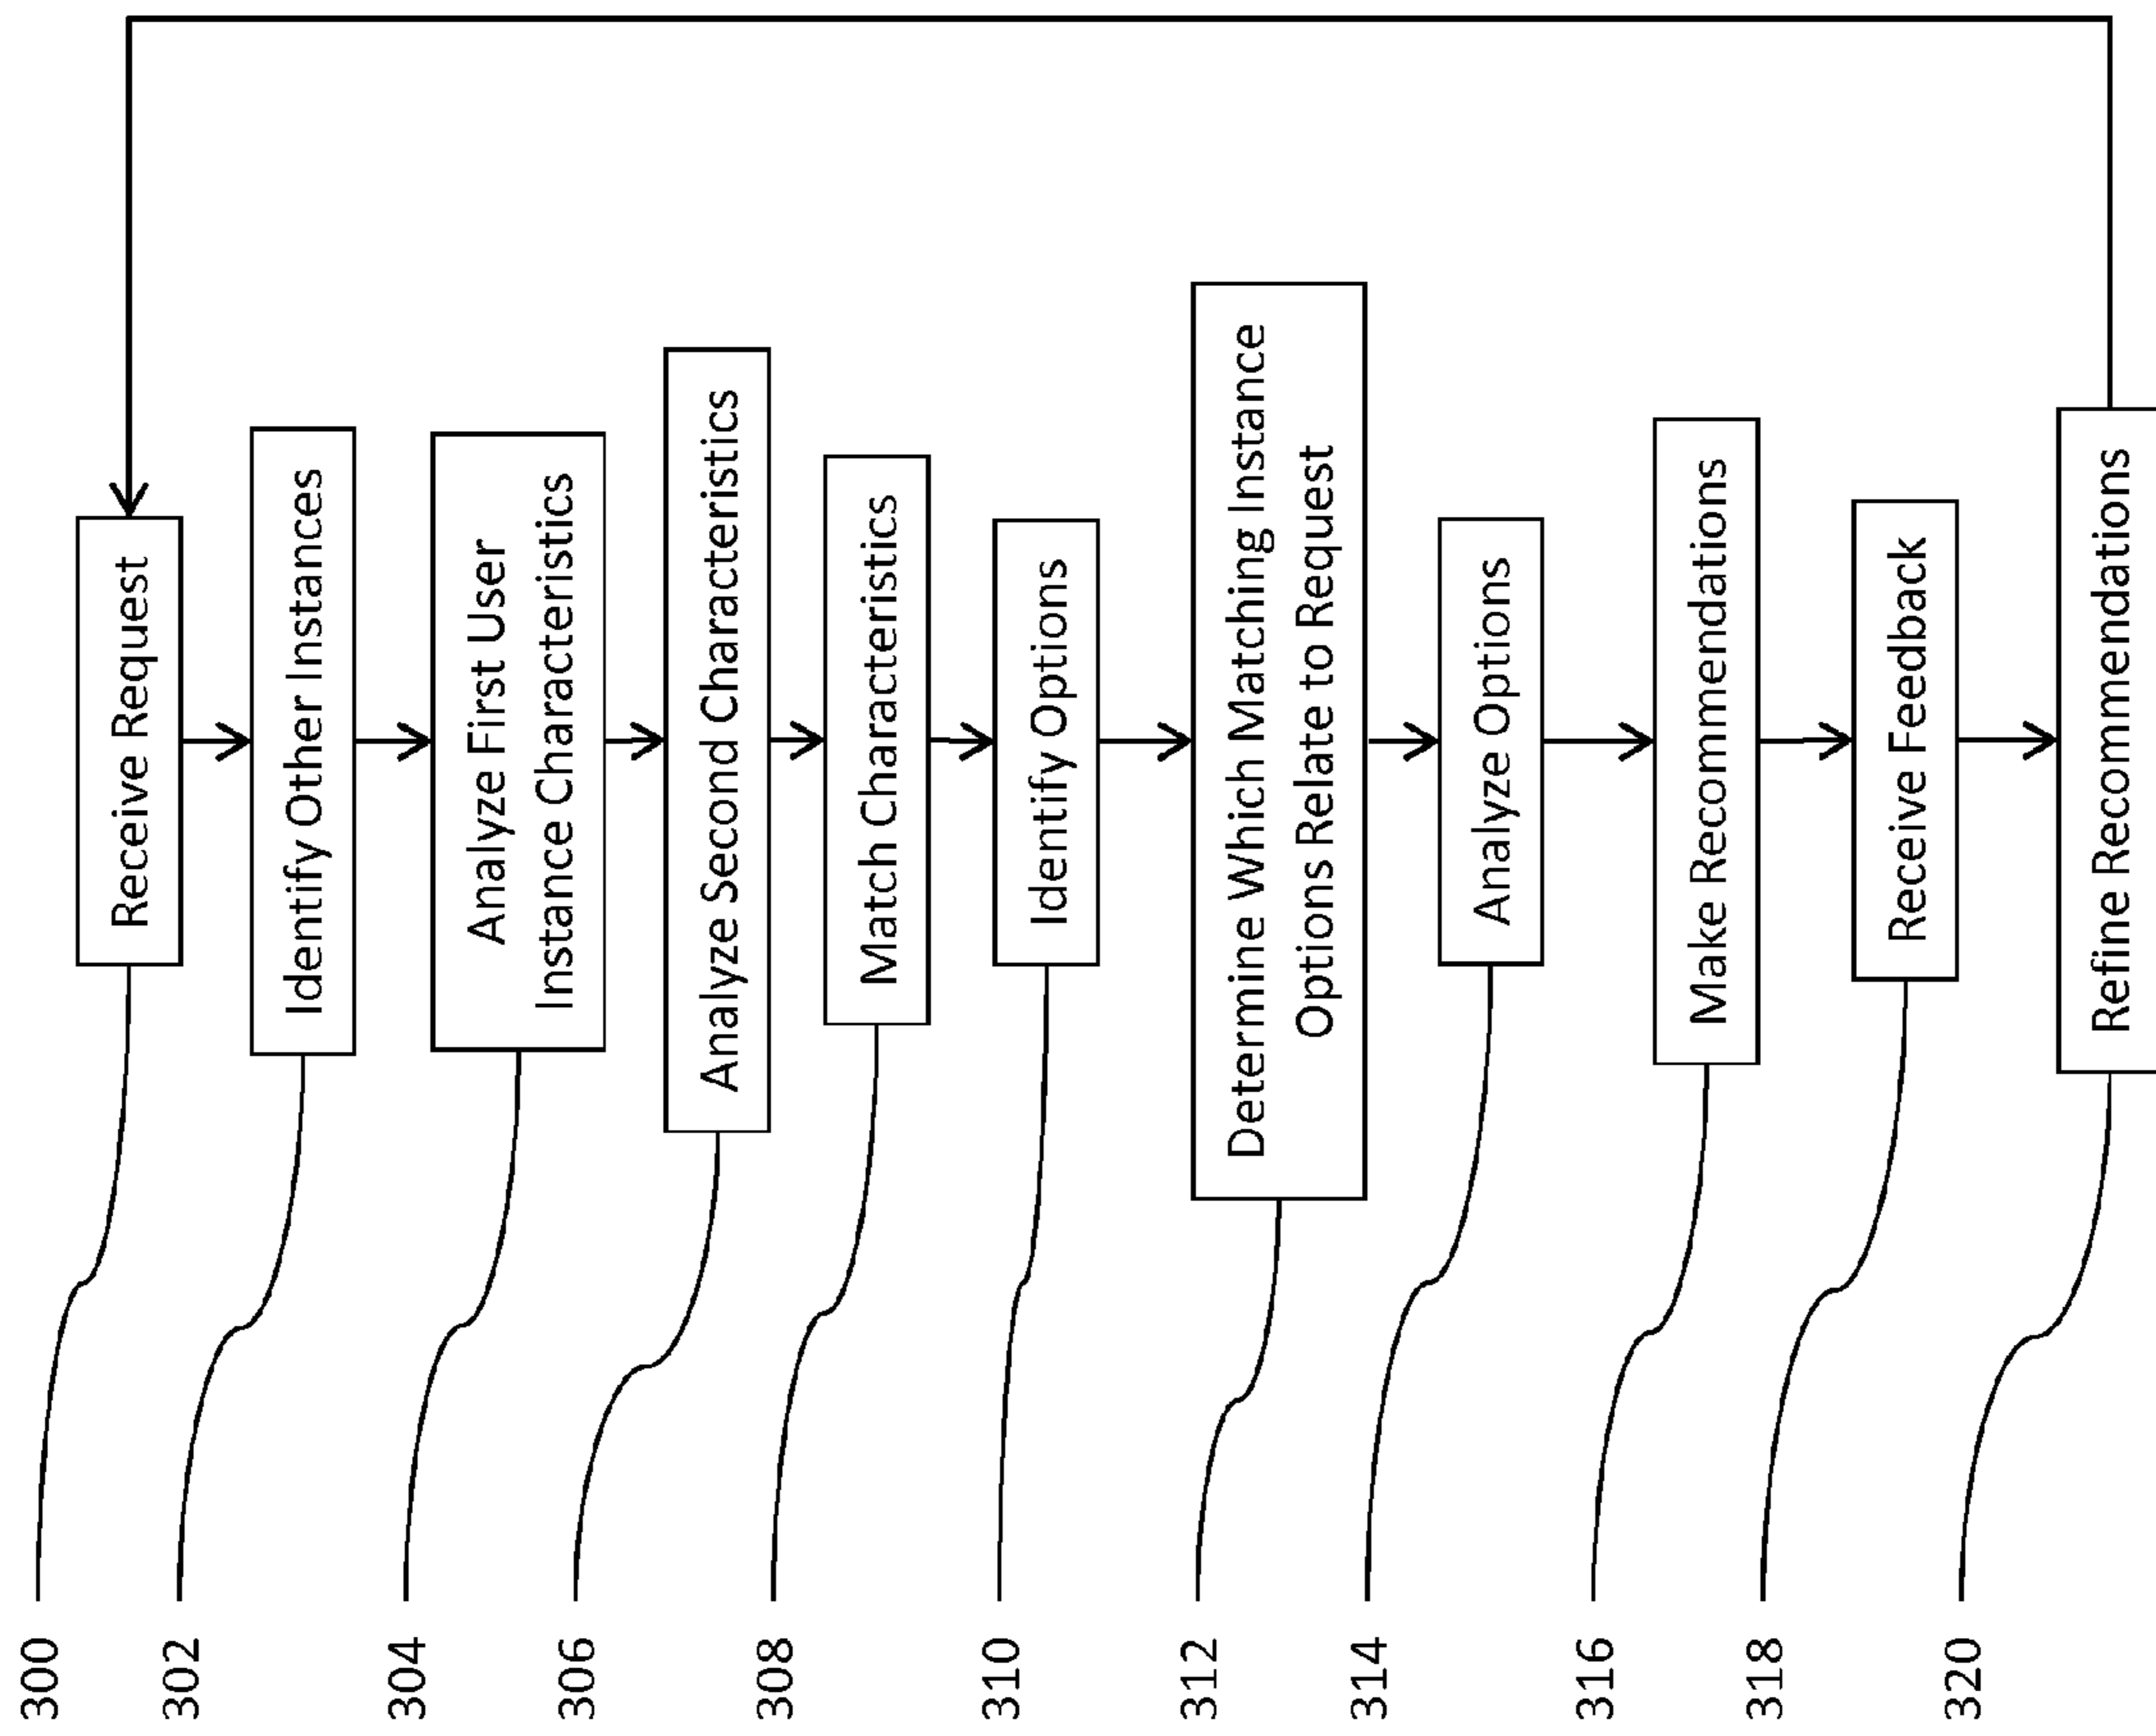 300
Receive Request
302
Identify Other Instances
304
Analyze First User
Instance Characteristics
306
Analyze Second Characteristics
308
Match Characteristics
310
Identify Options
312
Determine Which Matching Instance
Options Relate to Request
314
Analyze Options
316
Make Recommendations
318
Receive Feedback
320
Refine Recommendations